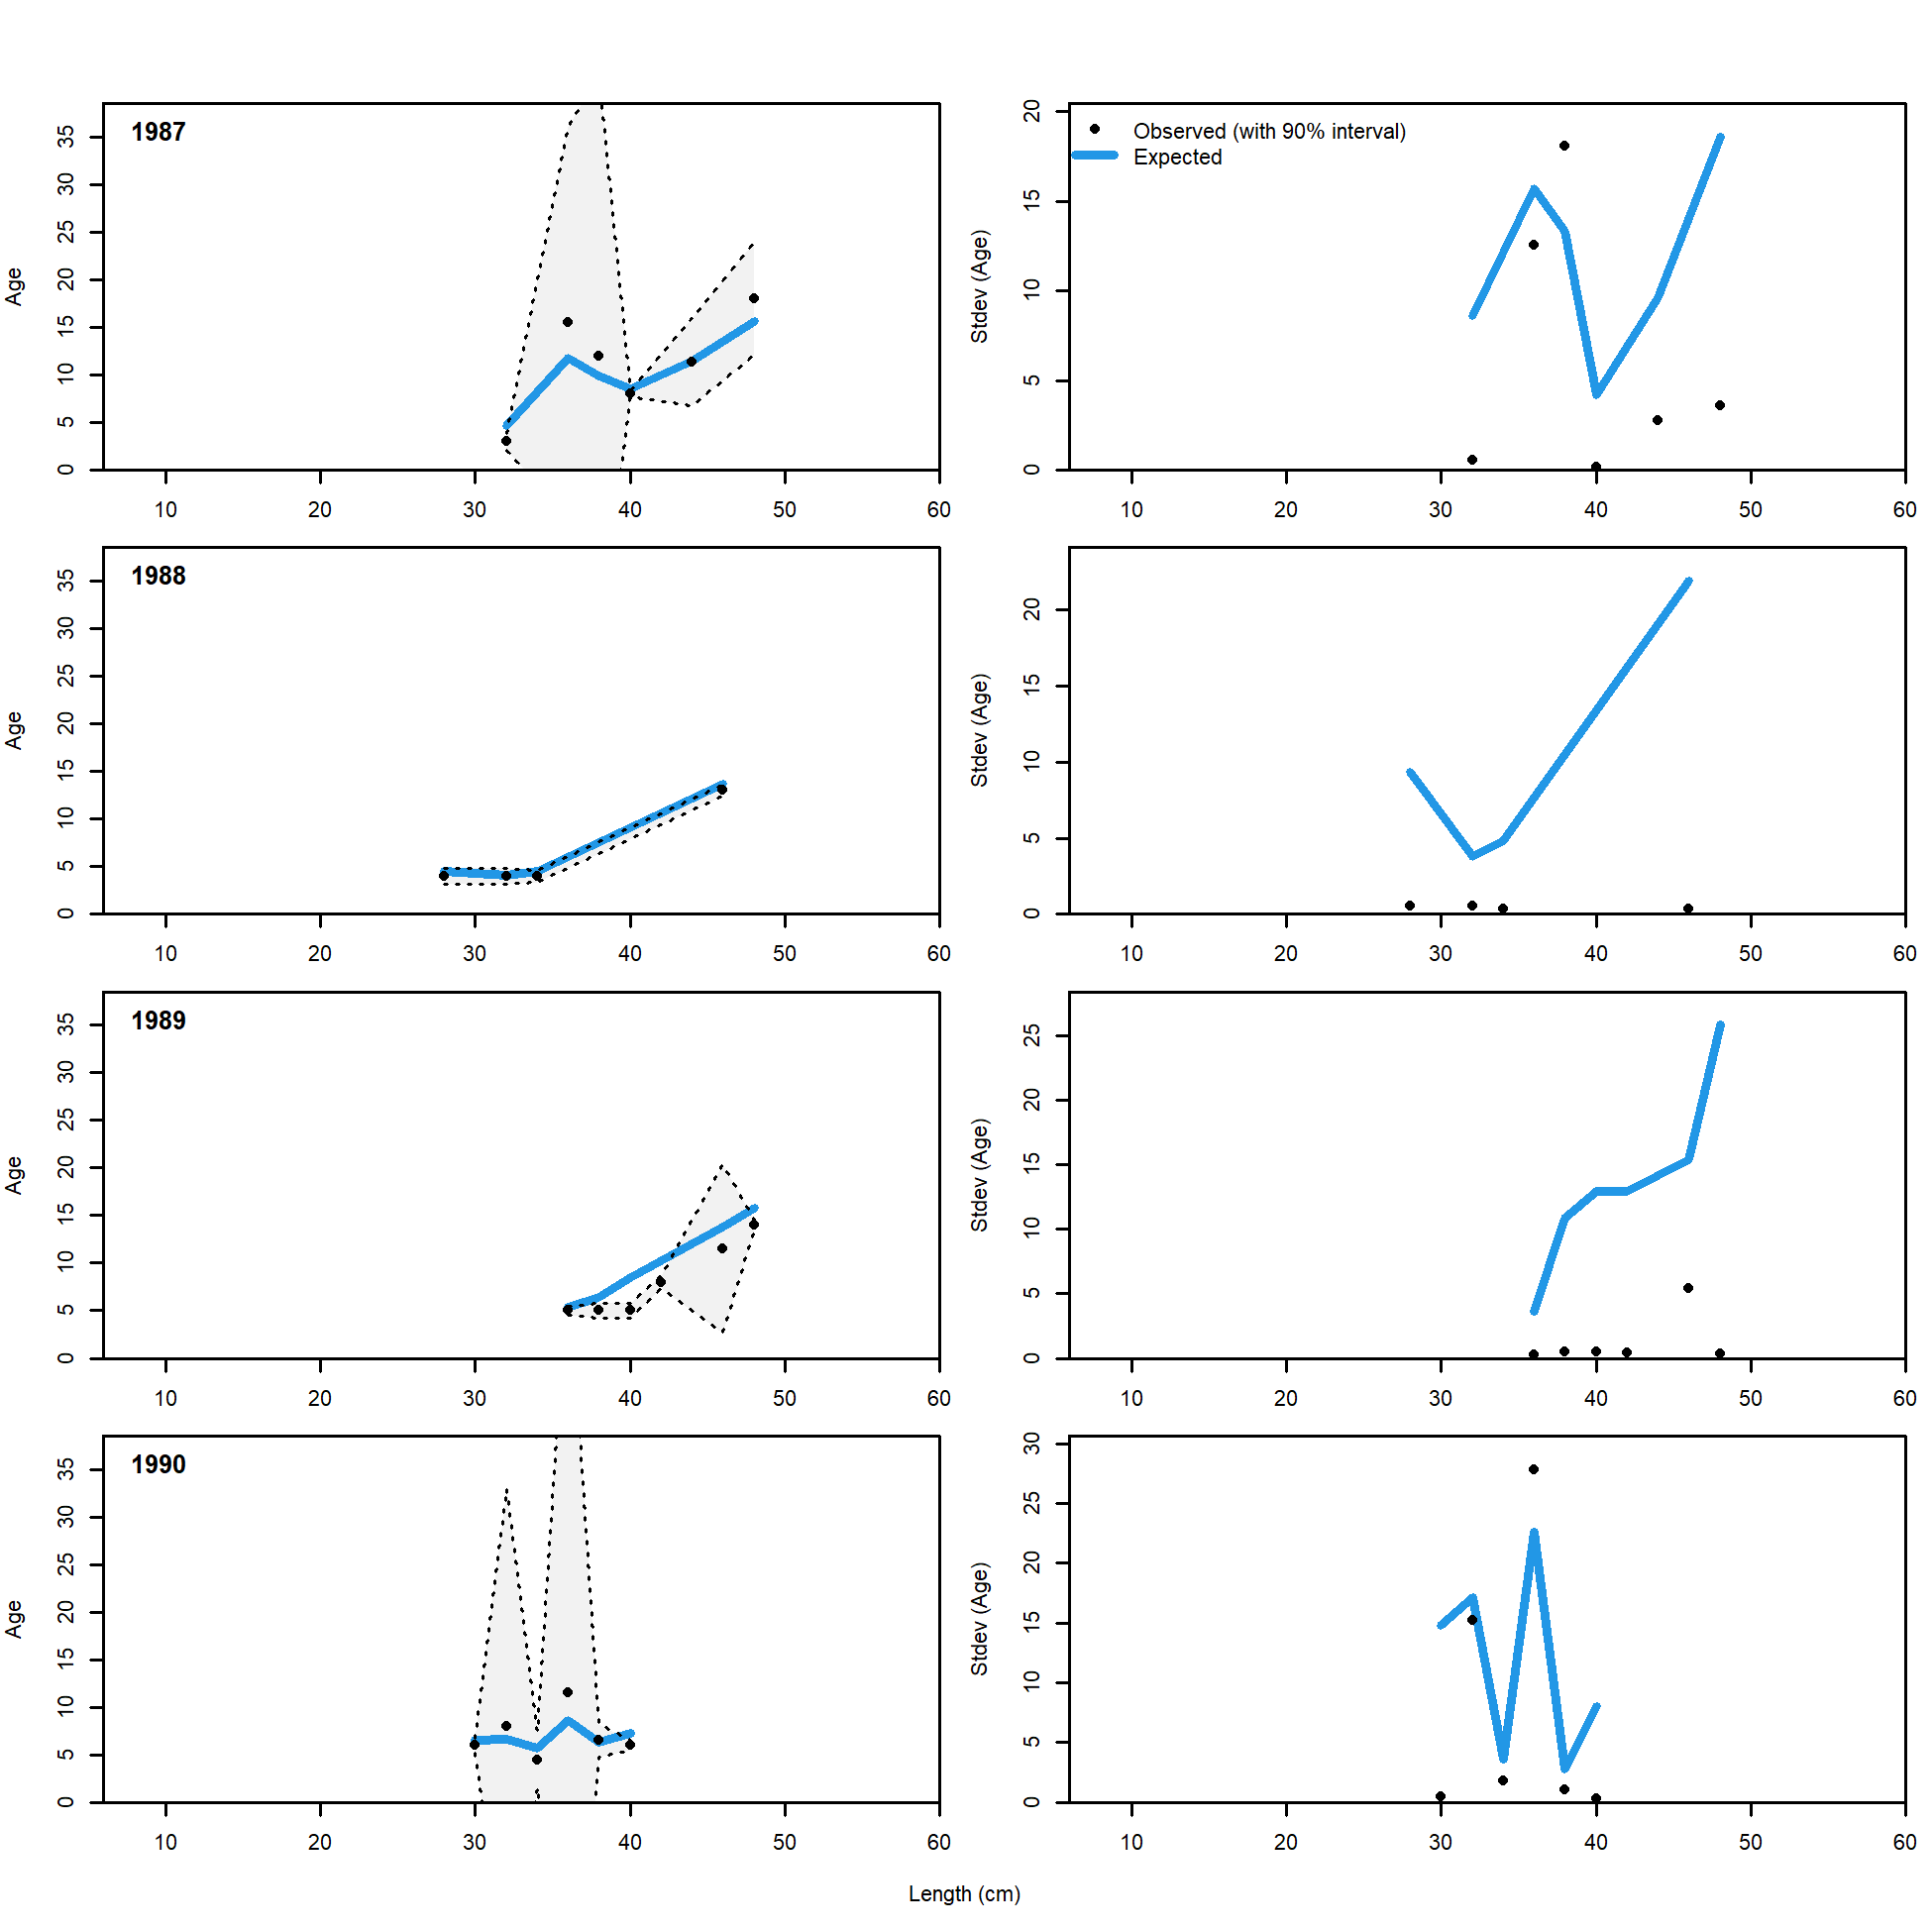 1987
Age
0 5 10 15 20 25 30 35
10 20 30 40 50 60
Observed (with 90% interval)
Expected
Stdev (Age)
0 5 10 15 20
10 20 30 40 50 60
1988
Age
0 5 10 15 20 25 30 35
10 20 30 40 50 60
Stdev (Age)
0 5 10 15 20
10 20 30 40 50 60
1989
Age
0 5 10 15 20 25 30 35
10 20 30 40 50 60
Stdev (Age)
0 5 10 15 20 25
10 20 30 40 50 60
1990
Age
0 5 10 15 20 25 30 35
10 20 30 40 50 60
Stdev (Age)
0 5 10 15 20 25 30
10 20 30 40 50 60
Length (cm)